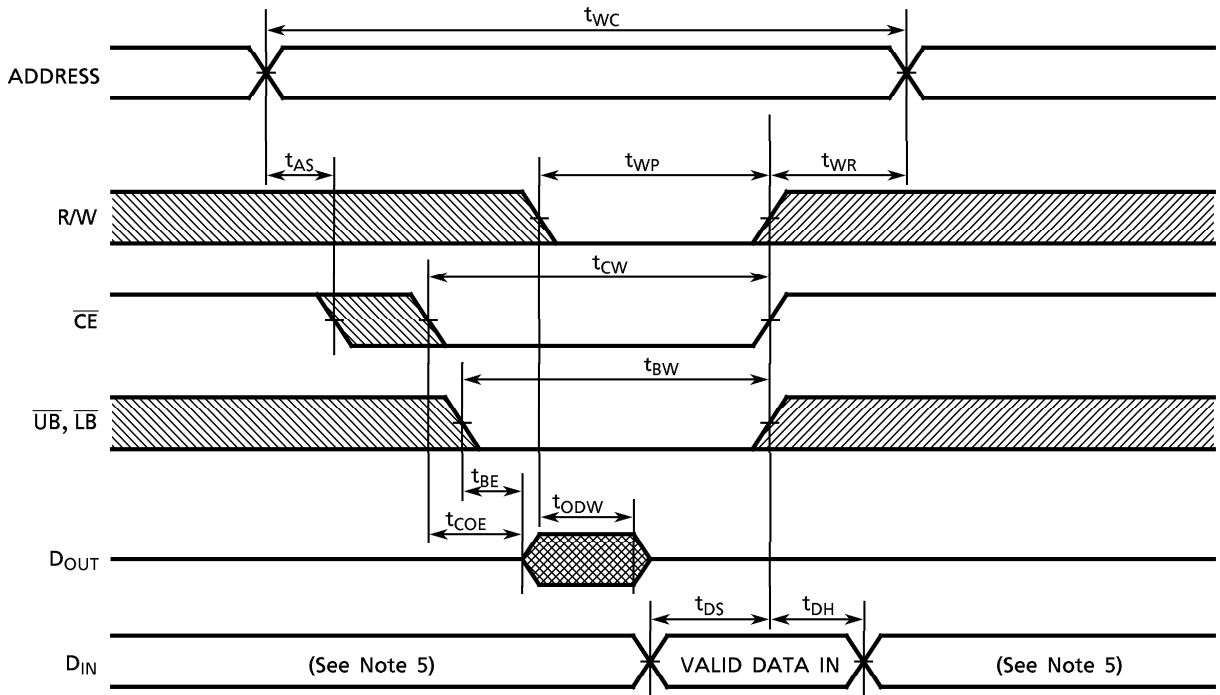 tWC
ADDRESS
tAS
tWP
tWR
R/W
tCW
CE
tBW
UB, LB
tBE
tODW
tCOE
DOUT
tDS
tDH
DIN
(See Note 5)
VALID DATA IN
(See Note 5)